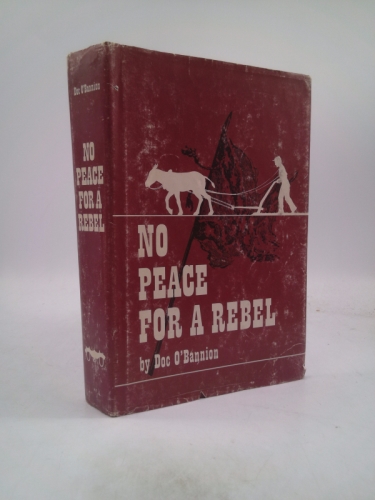 Doc O'Bannion
NO
PEACE
FOR A
REBEL
NO
PEACE
FOR A REBEL
by Doc O'Bannion